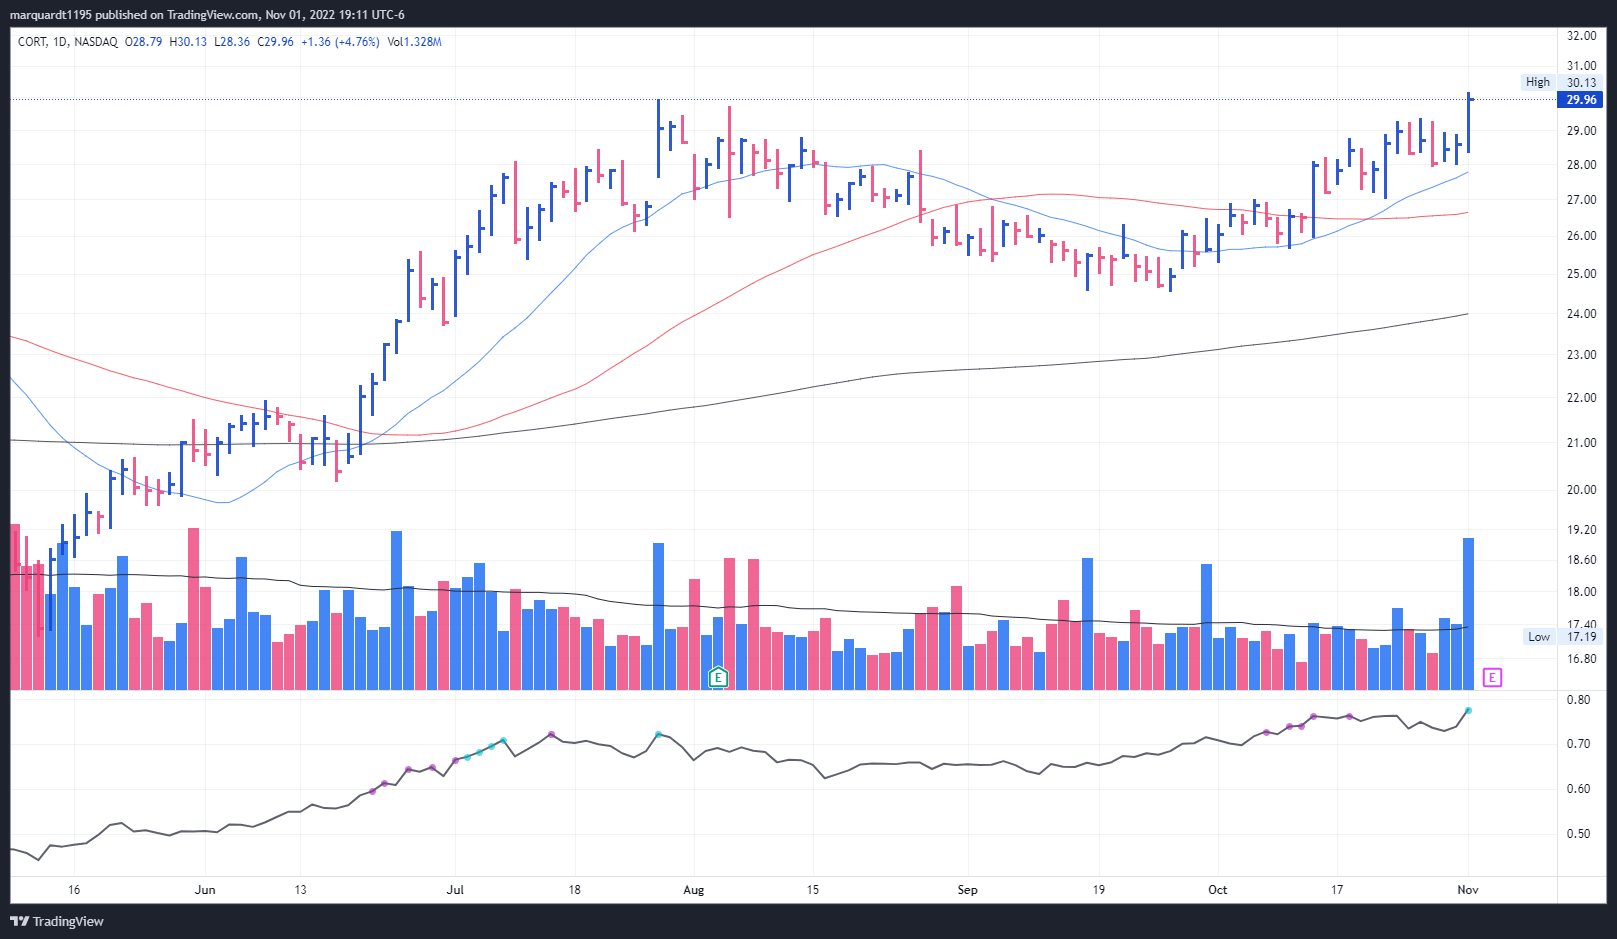 marquardt1195 published on TradingView.com, Nov 01, 2022 19:11 UTC-6
CORT, 1D, NASDAQ O28.79 H30.13 L28.36 C29.96 +1.36 (+4.76%) Vol1.328M
32.00
31.00
High 30.13
29.96
29.00
28.00
27.00
26.00
25.00
24.00
23.00
22.00
21.00
20.00
19.20
18.60
18.00
17.40
Low 17.19
16.80
E
E
0.80
0.70
0.60
0.50
16 Jun 13 Jul 18 Aug 15 Sep 19 Oct 17 Nov
TradingView